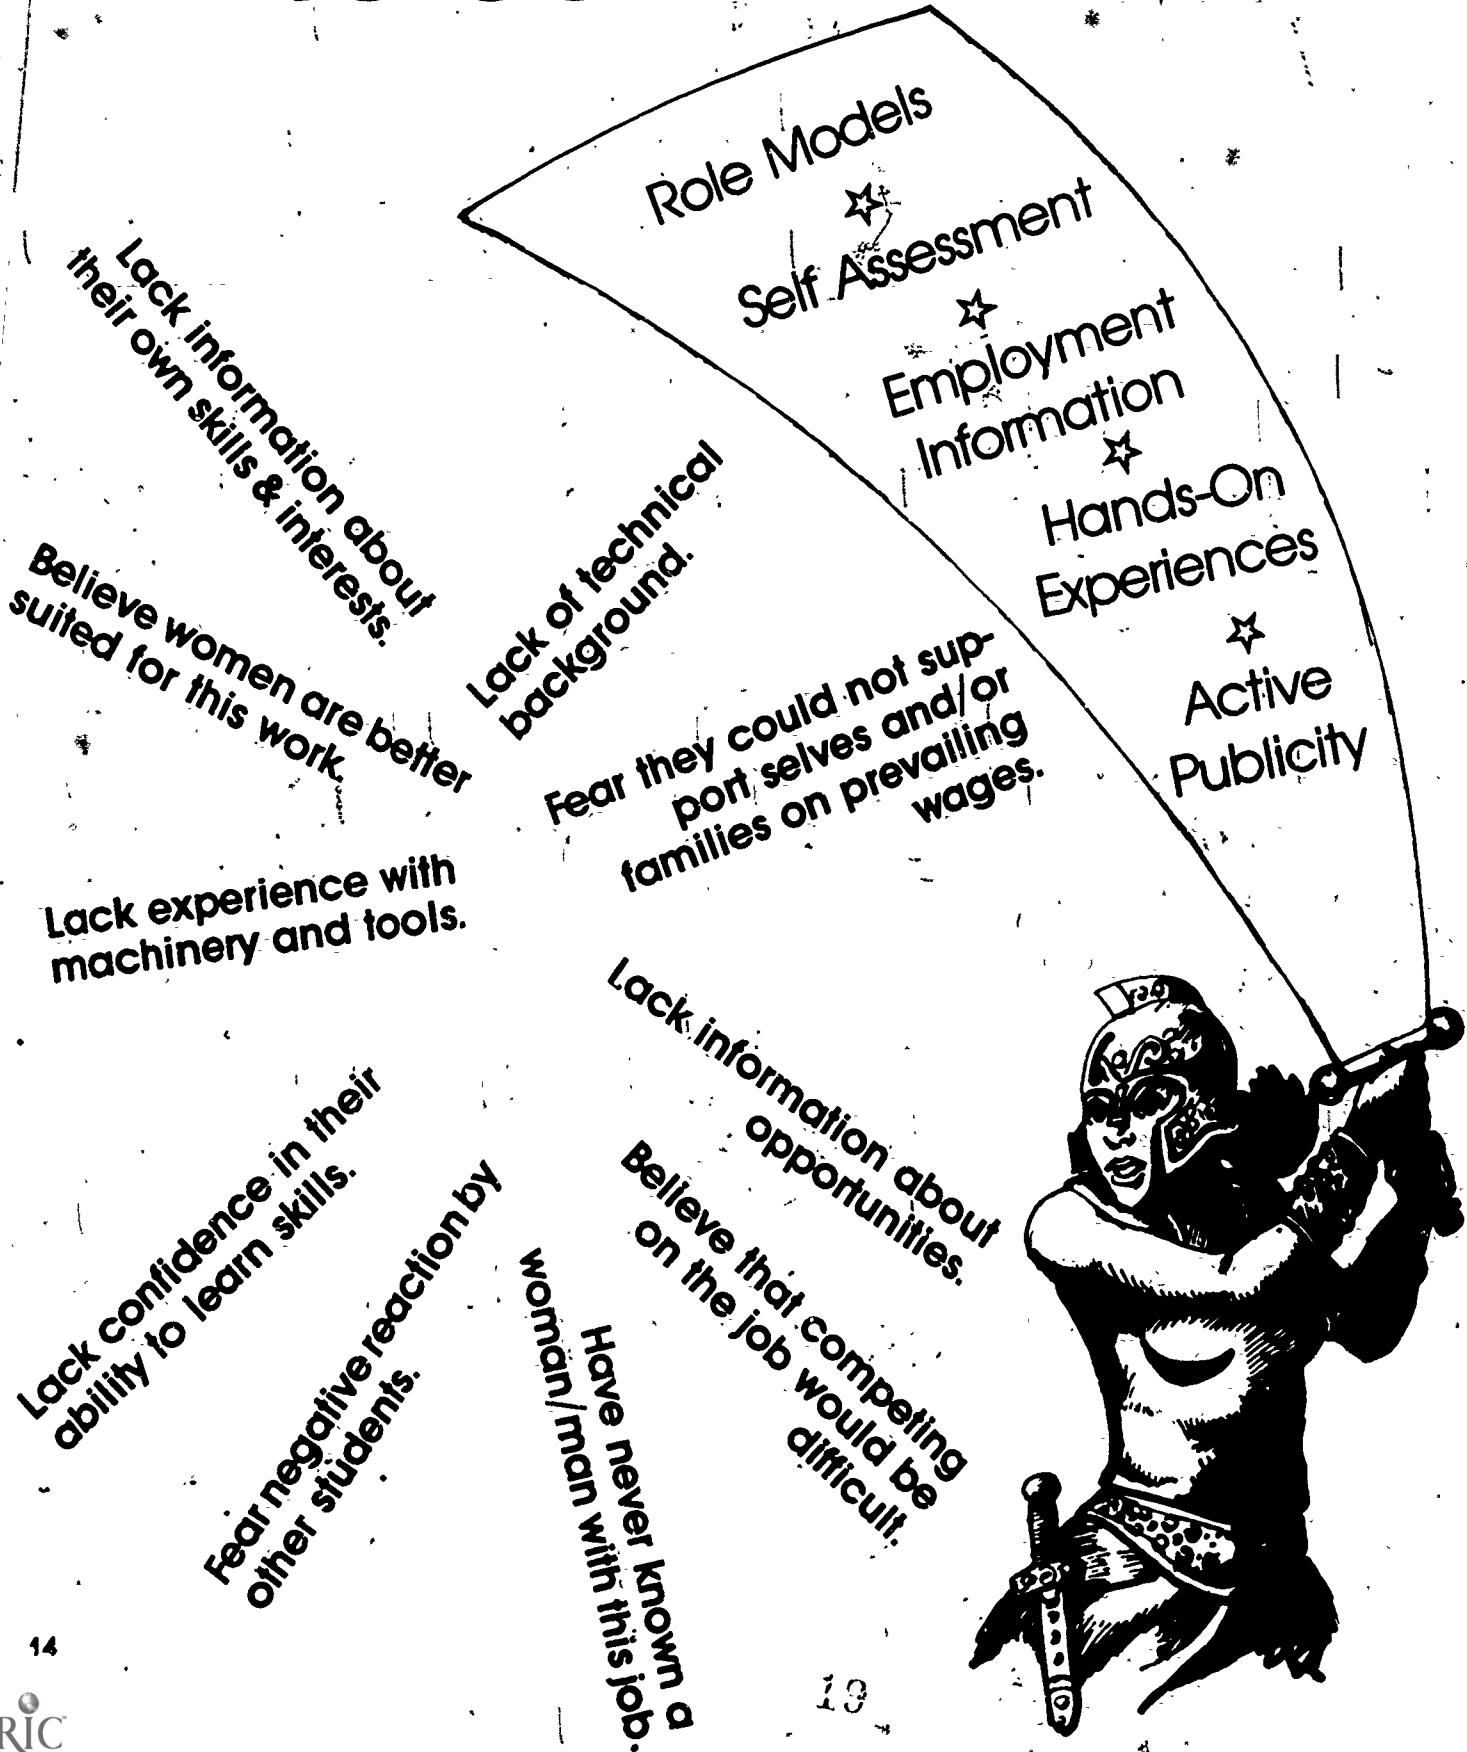 Role Models
Self Assessment
Employment
Information
Hands-On
Experiences
Active
Publicity
Lack information about
their own skills & interests.
Lack of technical
background.
Believe women are better
suited for this work.
Fear they could not sup-
port selves and/or
families on prevailing
wages.
Lack experience with
machinery and tools.
Lack information about
opportunities.
Lack confidence in their
ability to learn skills.
Believe that competing
on the job would be
difficult.
Fear negative reaction by
other students.
Have never known a
woman/man with this job.
14
19
RIC